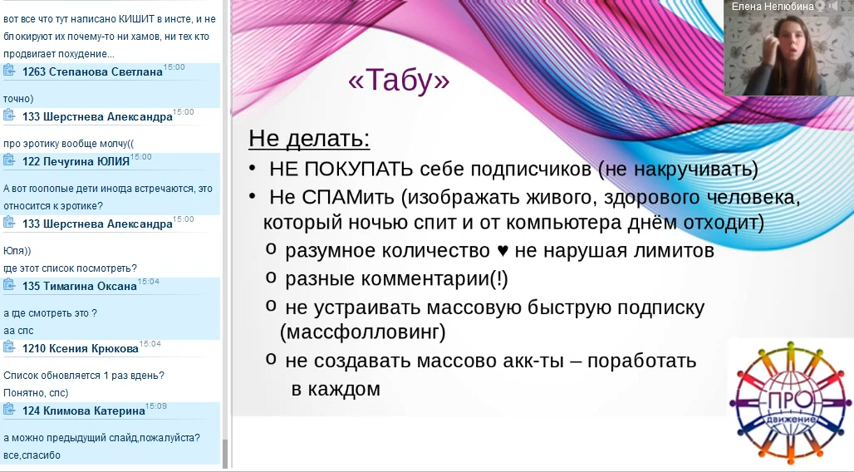 вот все что тут написано КИШИТ в инсте, и не
блокируют их почему-то ни хамов, ни тех кто
продвигает похудение...
1263 Степанова Светлана 15:00
точно)
133 Шерстнева Александра 15:00
про эротику вообще молчу((
122 Печугина ЮЛИЯ 15:00
А вот гоопопые дети иногда встречаются, это
относится к эротике?
133 Шерстнева Александра 15:00
Юля))
где этот список посмотреть?
135 Тимагина Оксана 15:04
а где смотреть это ?
аа спс
1210 Ксения Крюкова 15:04
Список обновляется 1 раз вдень?
Понятно, спс)
124 Климова Катерина 15:09
а можно предыдущий слайд,пожалуйста?
все,спасибо
«Табу»
Не делать:
• НЕ ПОКУПАТЬ себе подписчиков (не накручивать)
• Не СПАМить (изображать живого, здорового человека,
который ночью спит и от компьютера днём отходит)
o разумное количество ♥ не нарушая лимитов
o разные комментарии(!)
o не устраивать массовую быструю подписку
(массфолловинг)
o не создавать массово акк-ты – поработать
в каждом
Елена Нелюбина
ПРО
движение